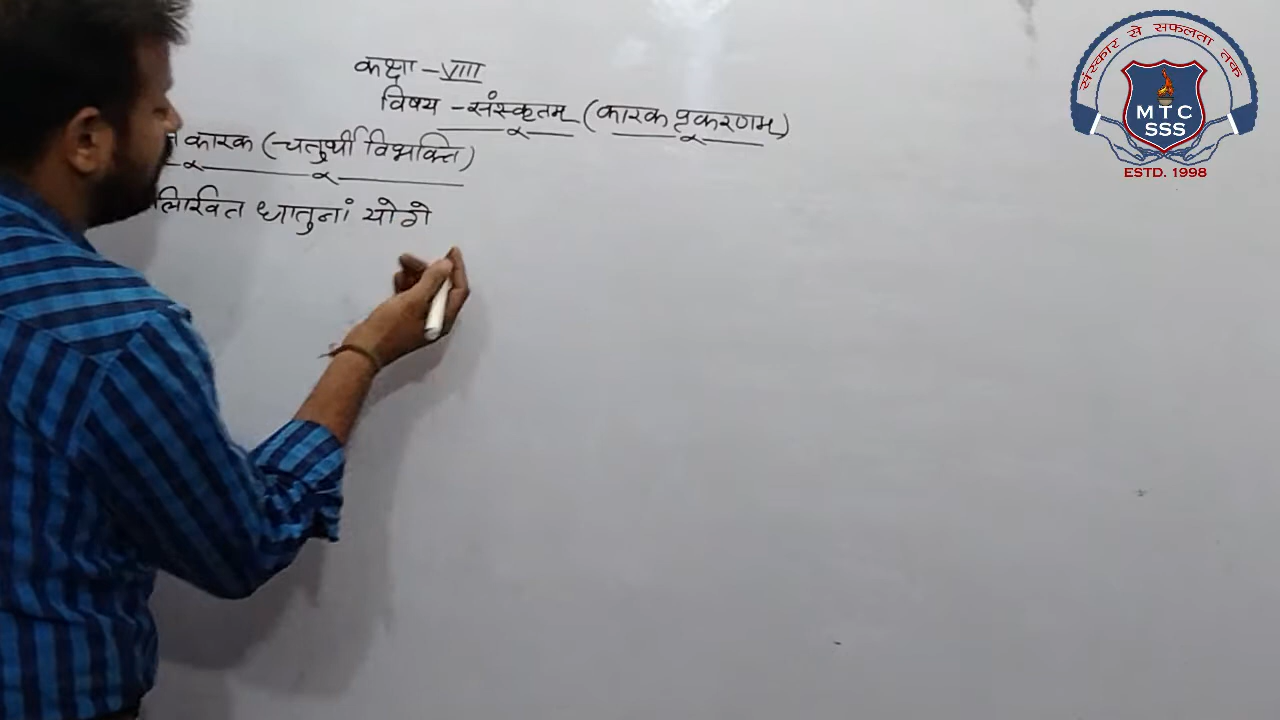 कक्षा - VIII
विषय - संस्कृतम् (कारक प्रकरणम्)
कारक (चतुर्थी विभक्ति)
लिखित धातुनां योगे
संस्कार से सफलता तक
MTC
SSS
ESTD. 1998